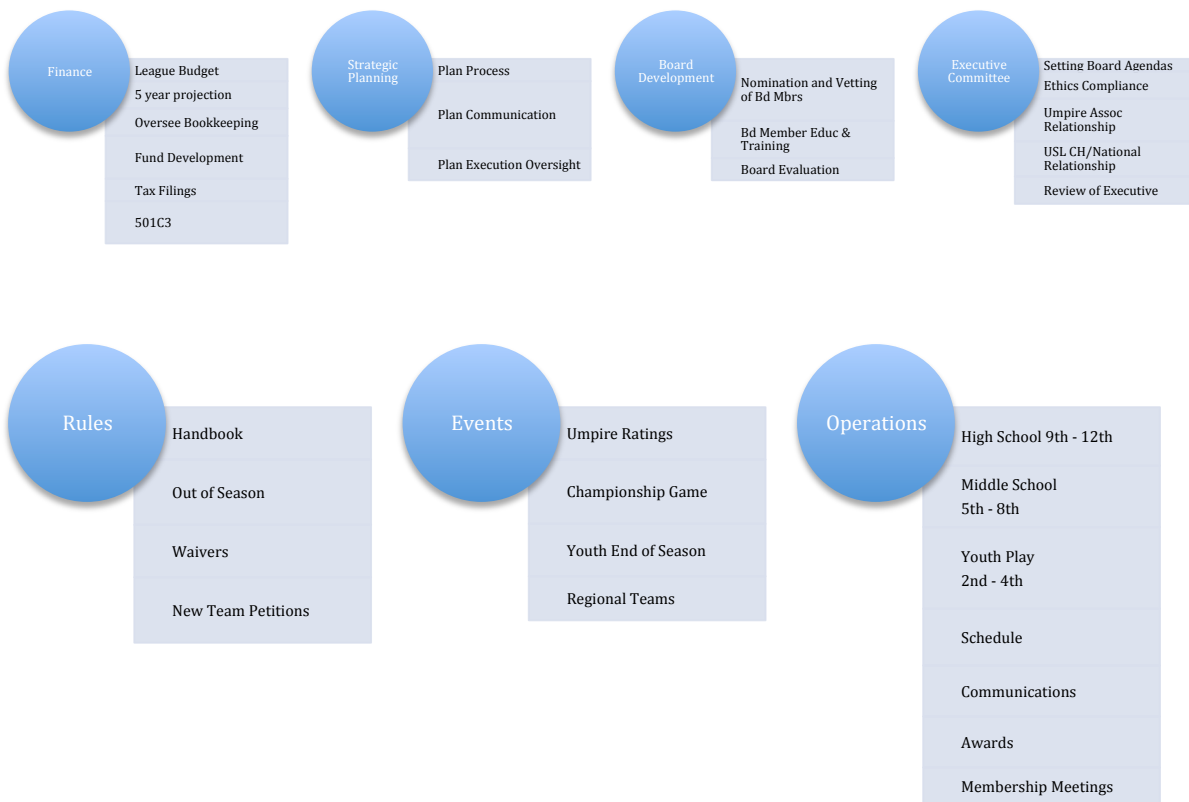 Finance
League Budget
5 year projection
Oversee Bookkeeping
Fund Development
Tax Filings
501C3
Strategic
Planning
Plan Process
Plan Communication
Plan Execution Oversight
Board
Development
Nomination and Vetting
of Bd Mbrs
Bd Member Educ &
Training
Board Evaluation
Executive
Committee
Setting Board Agendas
Ethics Compliance
Umpire Assoc
Relationship
USL CH/National
Relationship
Review of Executive
Rules
Handbook
Out of Season
Waivers
New Team Petitions
Events
Umpire Ratings
Championship Game
Youth End of Season
Regional Teams
Operations
High School 9th - 12th
Middle School
5th - 8th
Youth Play
2nd - 4th
Schedule
Communications
Awards
Membership Meetings